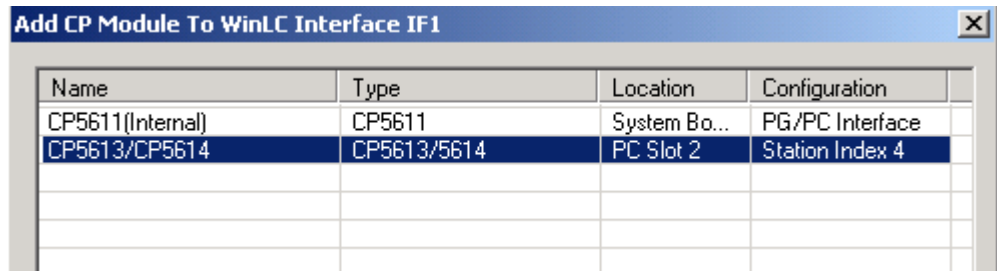 Add CP Module To WinLC Interface IF1
Name Type Location Configuration
CP5611(Internal) CP5611 System Bo... PG/PC Interface
CP5613/CP5614 CP5613/5614 PC Slot 2 Station Index 4